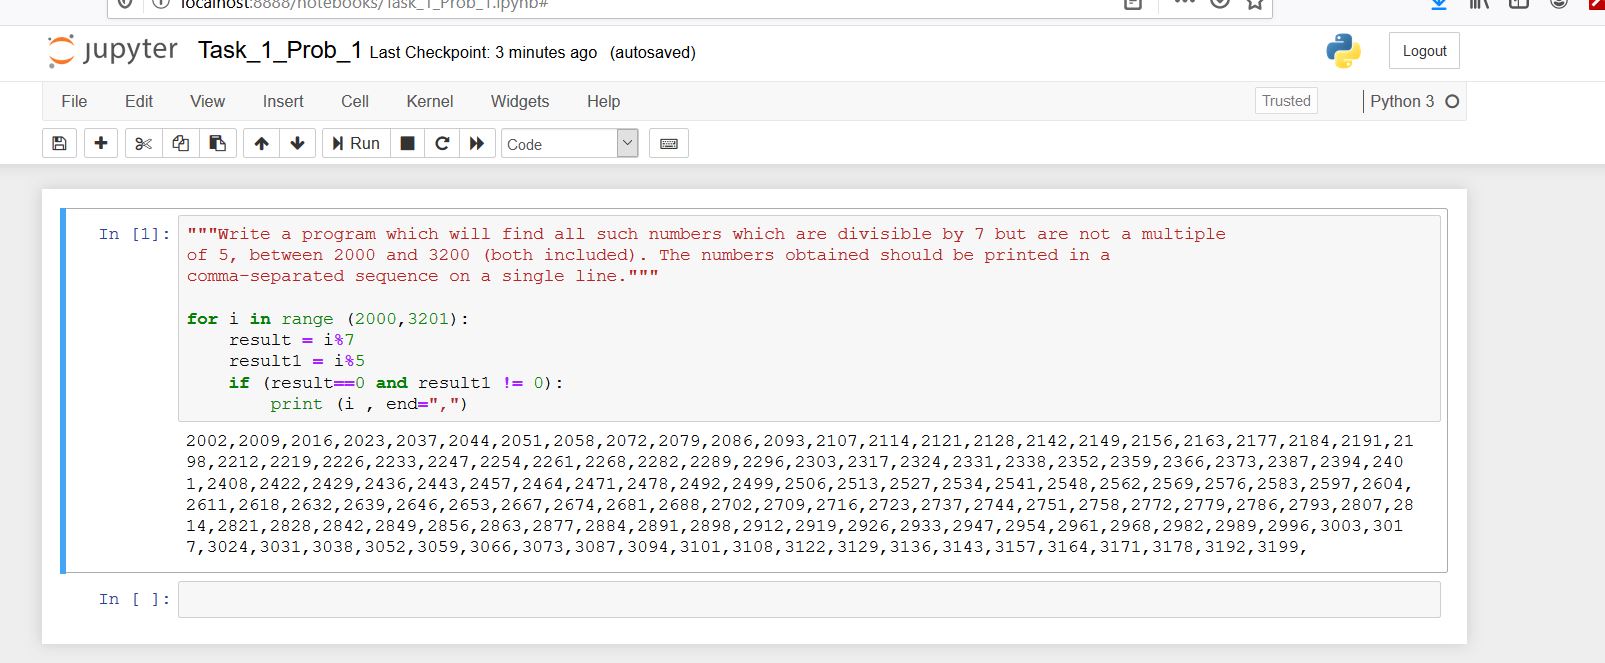 localhost:8888/notebooks/Task_1_Prob_1.ipynb#
jupyter Task_1_Prob_1 Last Checkpoint: 3 minutes ago (autosaved)
Logout
File Edit View Insert Cell Kernel Widgets Help
Trusted Python 3
Run Code
In [1]: """Write a program which will find all such numbers which are divisible by 7 but are not a multiple
of 5, between 2000 and 3200 (both included). The numbers obtained should be printed in a
comma-separated sequence on a single line."""
for i in range (2000,3201):
    result = i%7
    result1 = i%5
    if (result==0 and result1 != 0):
        print (i , end=",")
2002,2009,2016,2023,2037,2044,2051,2058,2072,2079,2086,2093,2107,2114,2121,2128,2142,2149,2156,2163,2177,2184,2191,21
98,2212,2219,2226,2233,2247,2254,2261,2268,2282,2289,2296,2303,2317,2324,2331,2338,2352,2359,2366,2373,2387,2394,240
1,2408,2422,2429,2436,2443,2457,2464,2471,2478,2492,2499,2506,2513,2527,2534,2541,2548,2562,2569,2576,2583,2597,2604,
2611,2618,2632,2639,2646,2653,2667,2674,2681,2688,2702,2709,2716,2723,2737,2744,2751,2758,2772,2779,2786,2793,2807,28
14,2821,2828,2842,2849,2856,2863,2877,2884,2891,2898,2912,2919,2926,2933,2947,2954,2961,2968,2982,2989,2996,3003,301
7,3024,3031,3038,3052,3059,3066,3073,3087,3094,3101,3108,3122,3129,3136,3143,3157,3164,3171,3178,3192,3199,
In [ ]: